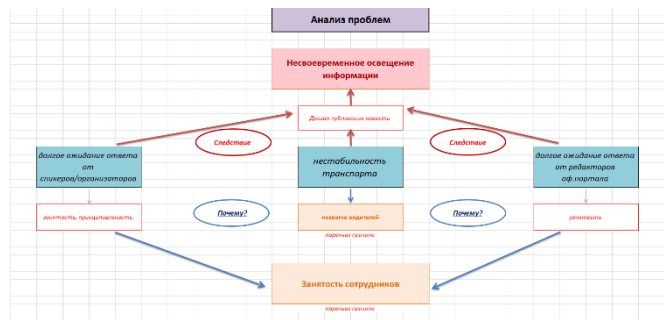 Анализ проблем
Несвоевременное освещение
информации
Долгая публикация новости
Следствие
Следствие
долгое ожидание ответа
от
спикеров/организаторов
нестабильность
транспорта
долгое ожидание ответа
от редакторов
оф.портала
занятость, принципиальность.
Почему?
нехватка водителей
Почему?
занятость
коренная причина
Занятость сотрудников
коренная причина